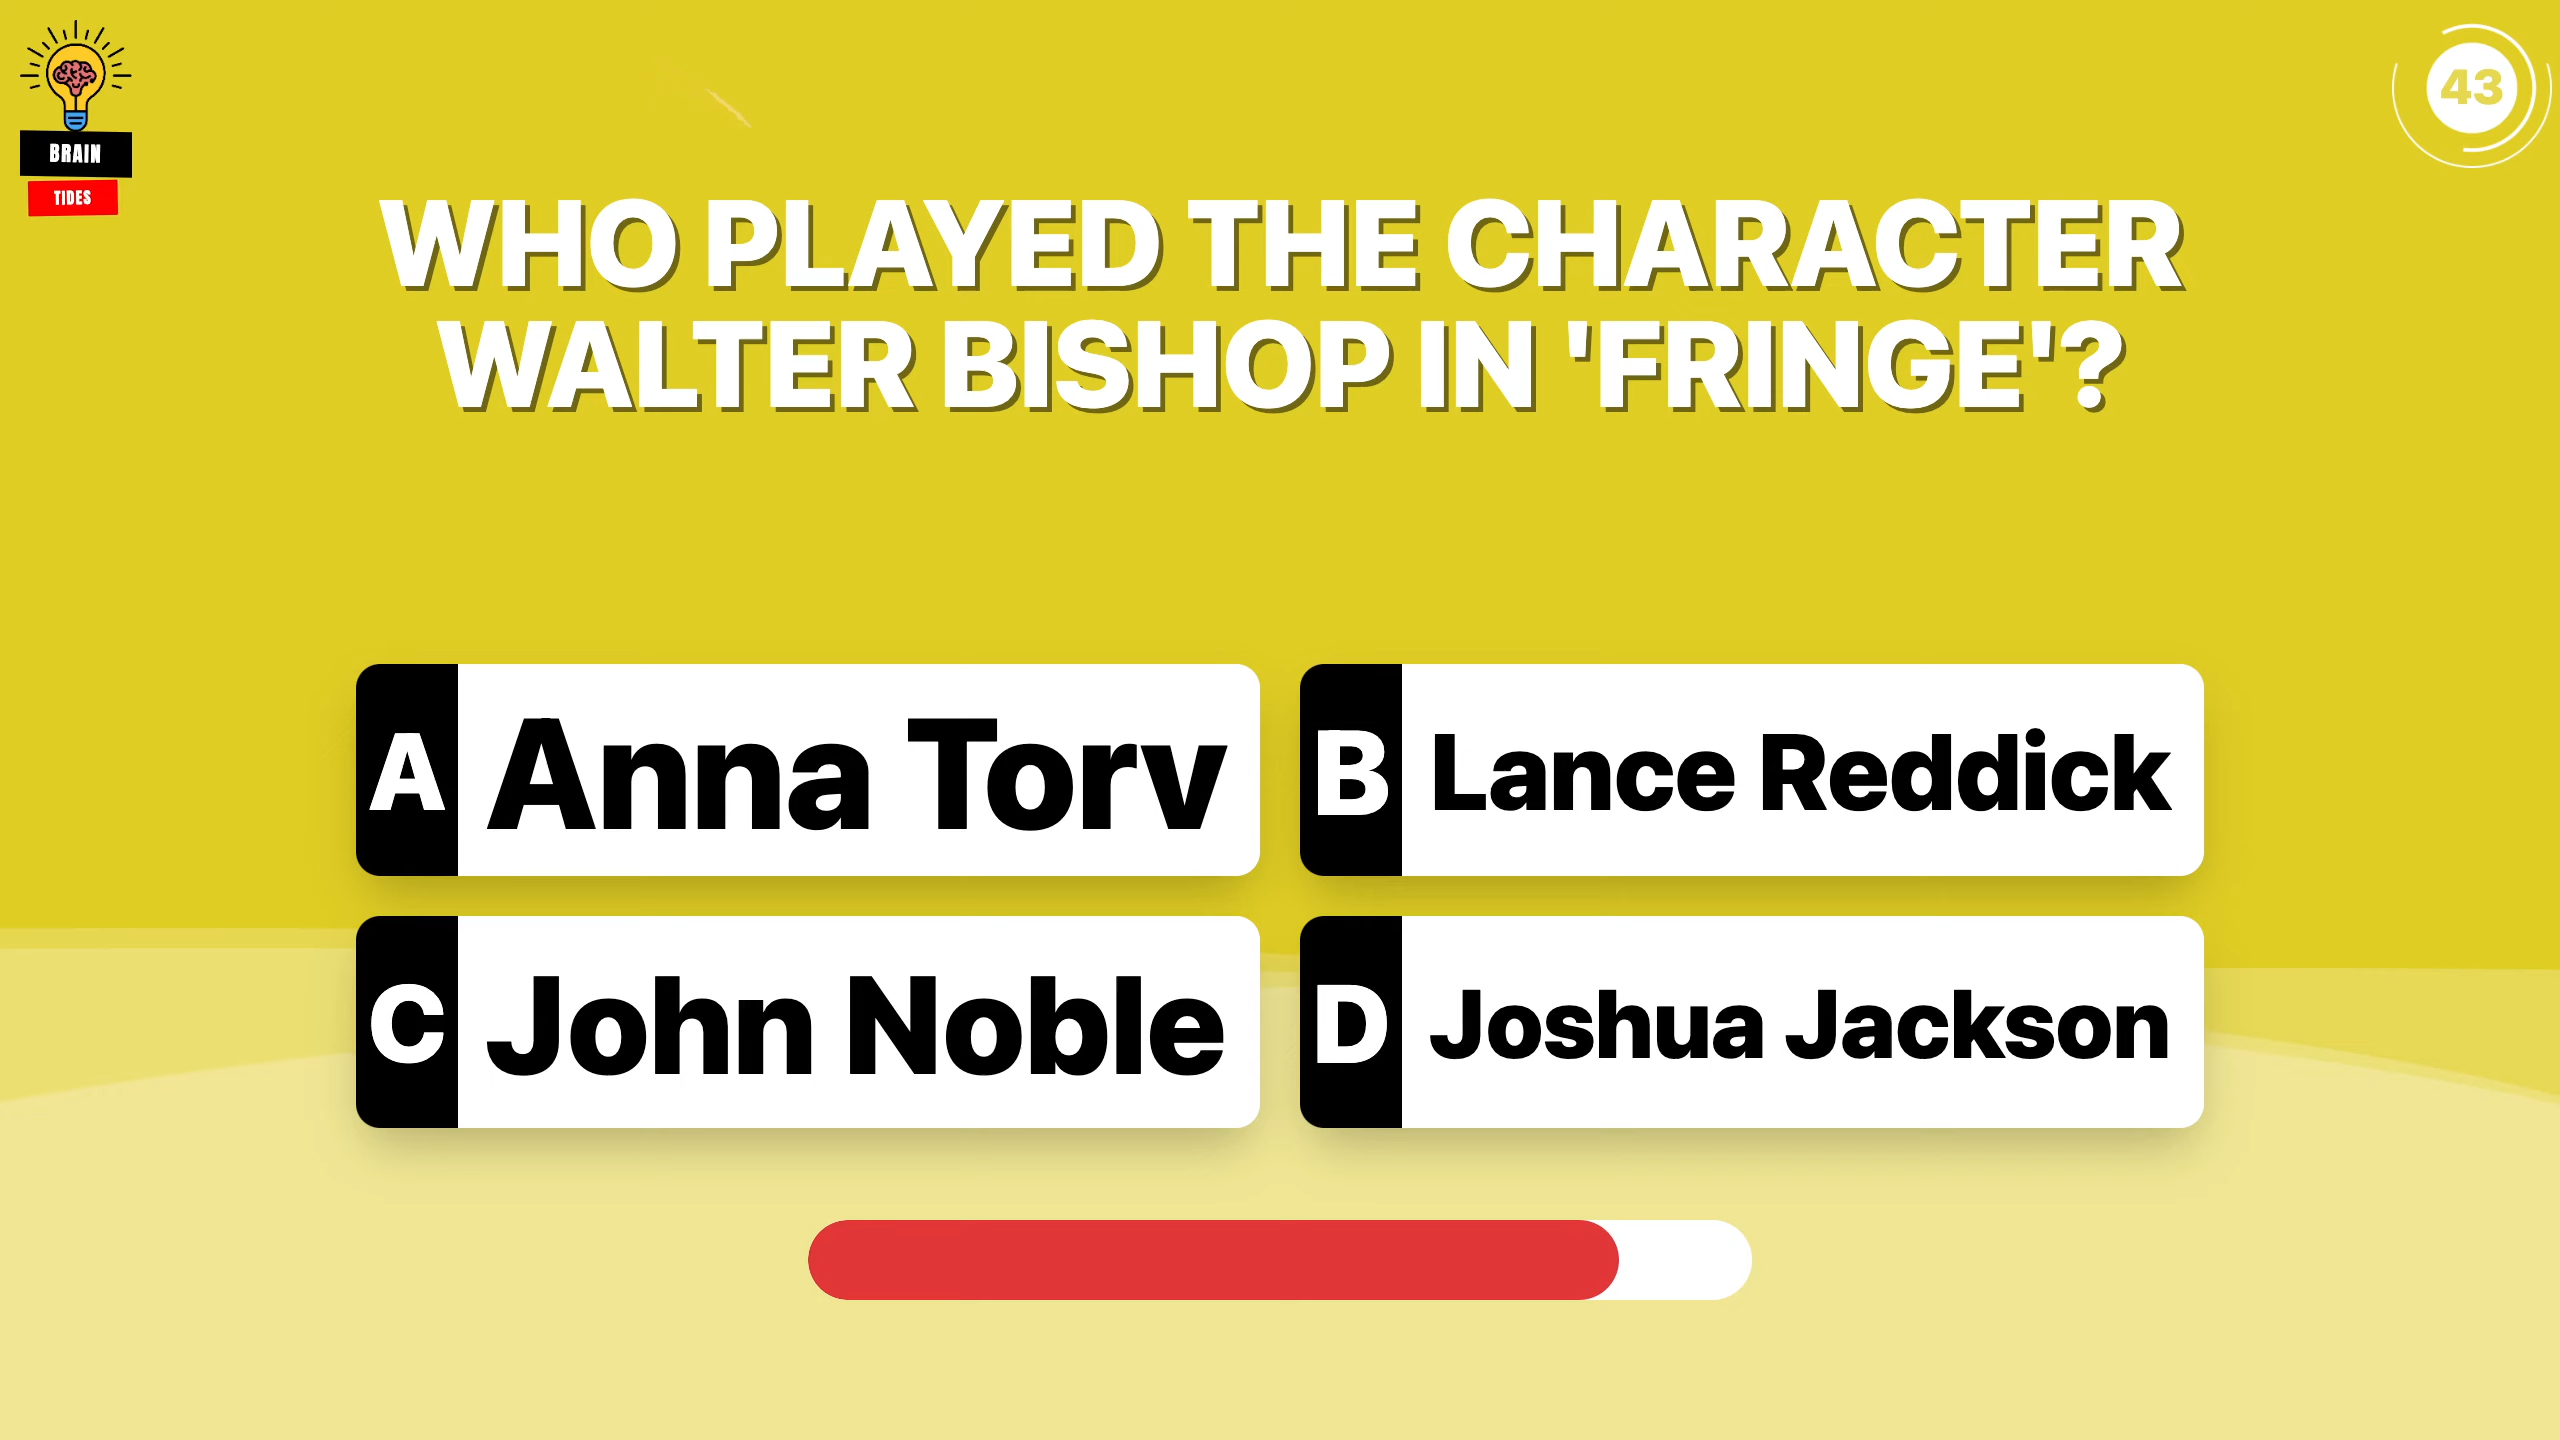 BRAIN
TIDES
43
WHO PLAYED THE CHARACTER
WALTER BISHOP IN 'FRINGE'?
A Anna Torv
B Lance Reddick
C John Noble
D Joshua Jackson